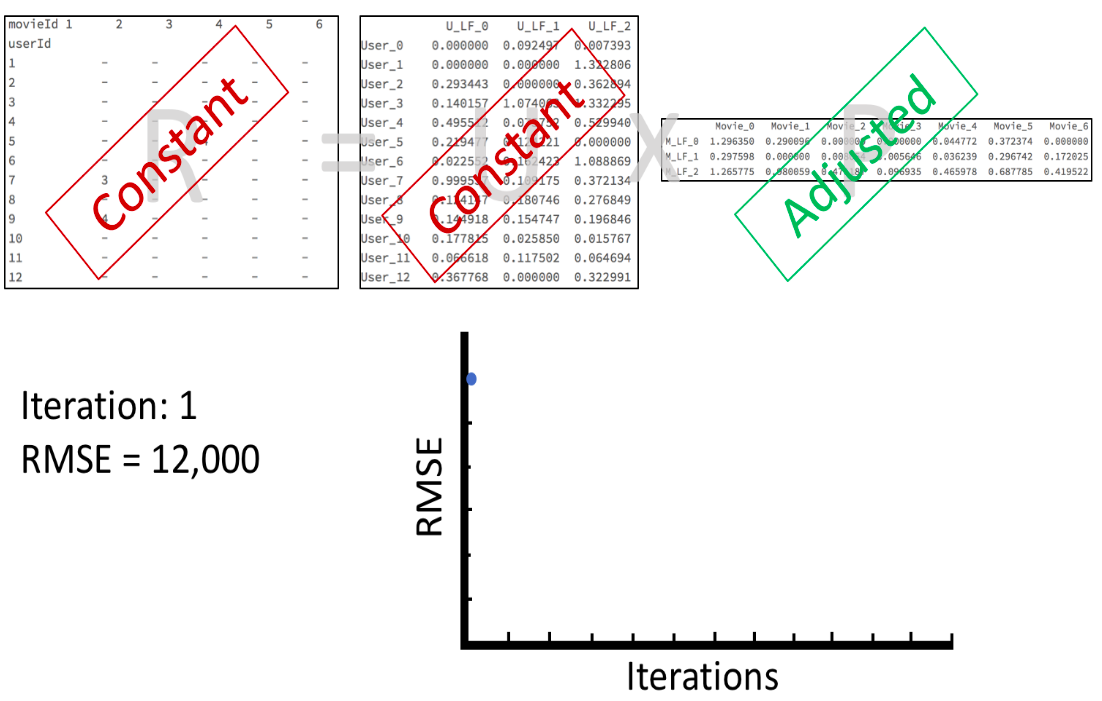 movieId 1 2 3 4 5 6
userId
1 – – – – – –
2 – – – – – –
3 – – – – – –
4 – – – – – –
5 – – – – –
6 – – – – – –
7 3 – – – – –
8 – – – – – –
9 4 – – – – –
10 – – – – – –
11 – – – – – –
12 – – – – – –
Constant
R = U X P
U_LF_0 U_LF_1 U_LF_2
User_0 0.000000 0.092497 0.007393
User_1 0.000000 0.000000 1.322806
User_2 0.293443 0.000000
User_3 0.140157
User_4 0.529940
User_5 0.219477 0.000000
User_6 0.022552 1.088869
User_7 0.372134
User_8 0.276849
User_9 0.144918 0.154747 0.196846
User_10 0.177815 0.025850 0.015767
User_11 0.066618 0.117502 0.064694
User_12 0.367768 0.000000 0.322991
Constant
Movie_0 Movie_1 Movie_2 Movie_3 Movie_4 Movie_5 Movie_6
M_LF_0 1.296350 0.290096 0.044772 0.372374 0.000000
M_LF_1 0.297598 0.000000 0.005646 0.036239 0.296742 0.172025
M_LF_2 1.265775 0.096935 0.465978 0.687785 0.419522
Adjusted
Iteration: 1
RMSE = 12,000
RMSE
Iterations